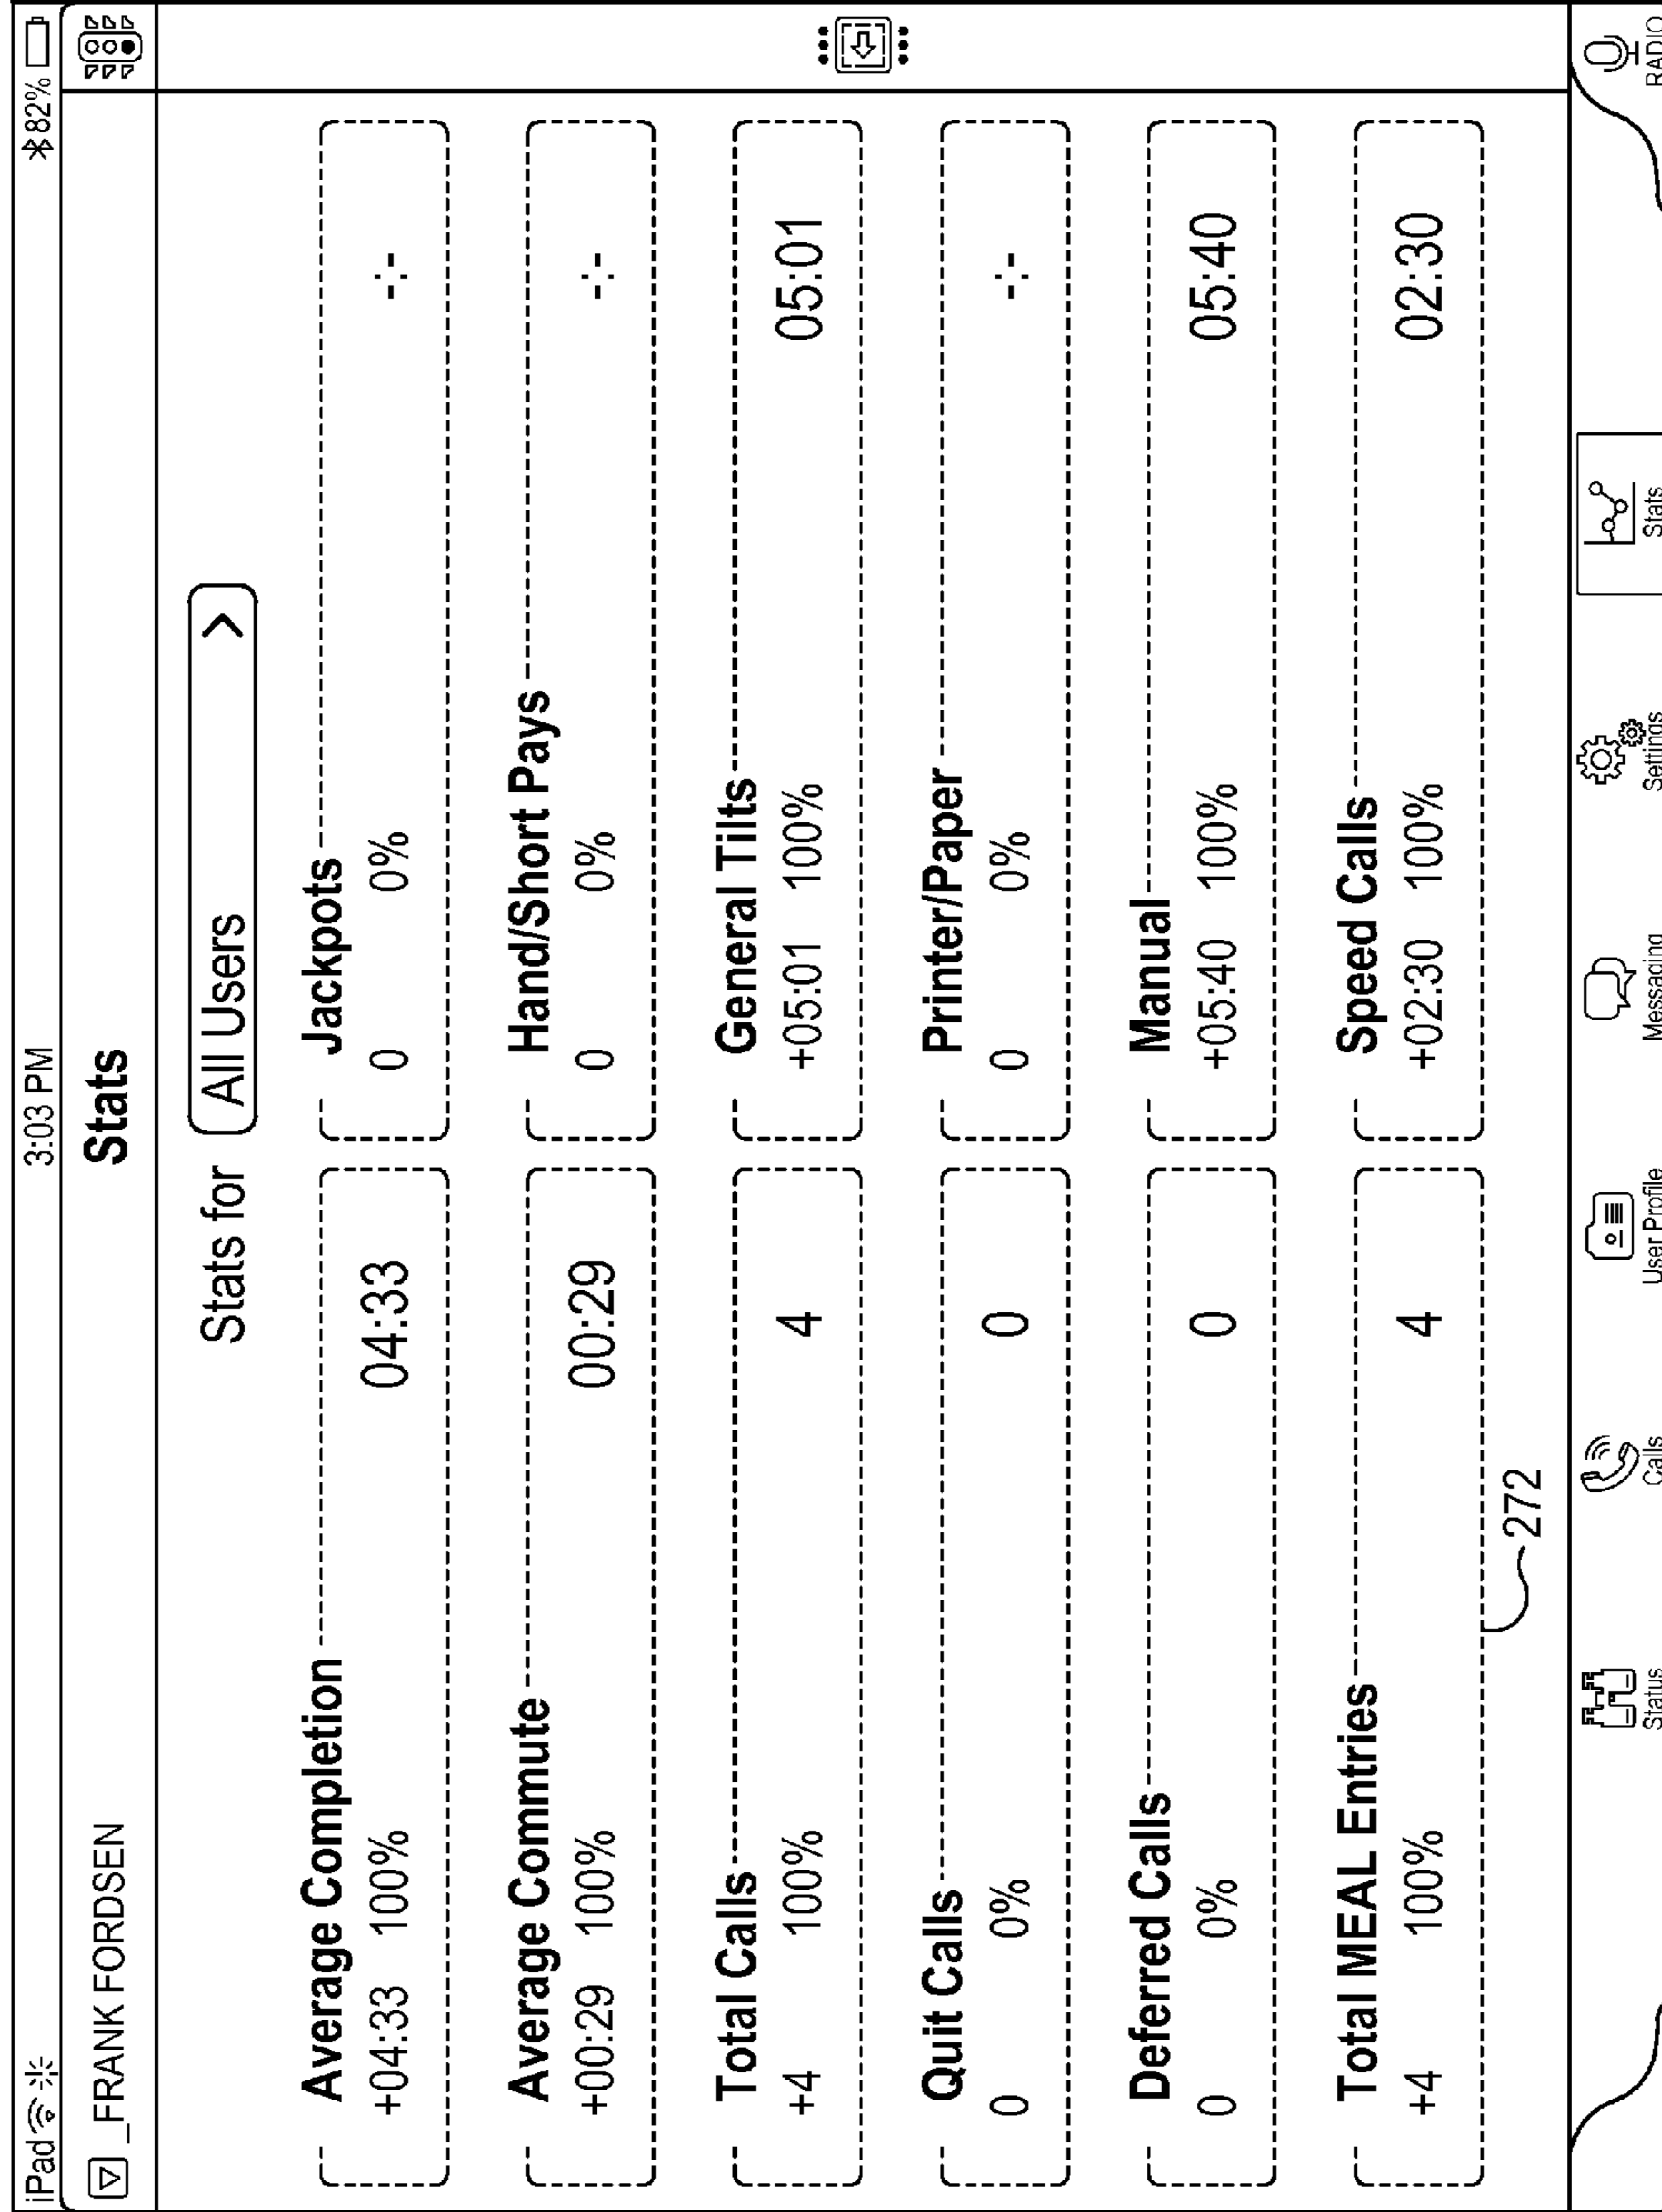 iPad 3:03 PM 82%
_FRANK FORDSEN Stats
Stats for All Users >
Average Completion
+04:33 100% 04:33
Jackpots
0 0% -:-
Average Commute
+00:29 100% 00:29
Hand/Short Pays
0 0% -:-
Total Calls
+4 100% 4
General Tilts
+05:01 100% 05:01
Quit Calls
0 0% 0
Printer/Paper
0 0% -:-
Deferred Calls
0 0% 0
Manual
+05:40 100% 05:40
Total MEAL Entries
+4 100% 4
Speed Calls
+02:30 100% 02:30
272
Status Calls User Profile Messaging Settings Stats RADIO